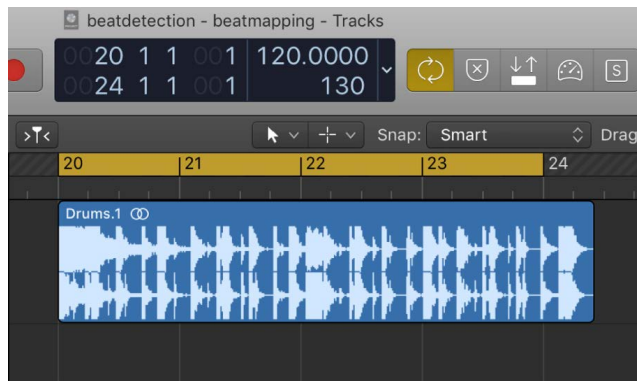 beatdetection - beatmapping - Tracks
0020 1 1 001 120.0000
0024 1 1 001 130
S
Snap: Smart Drag
20 21 22 23 24
Drums.1